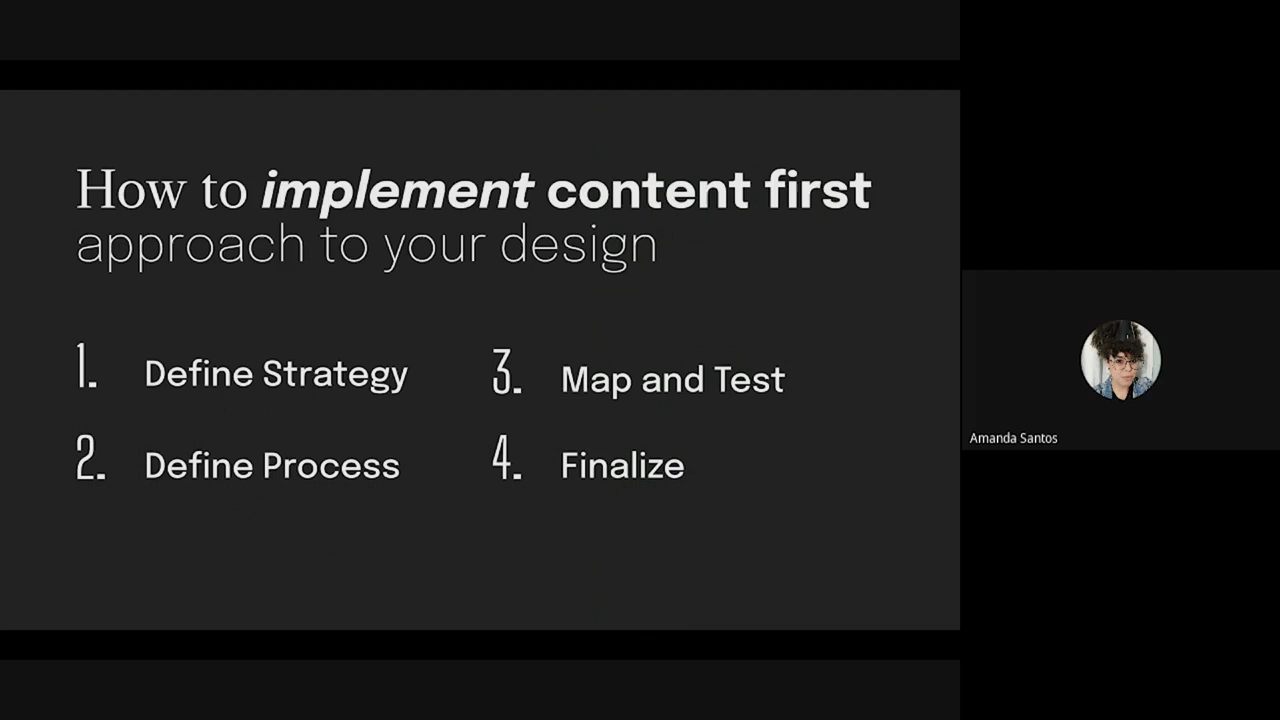 How to implement content first
approach to your design
1. Define Strategy
2. Define Process
3. Map and Test
4. Finalize
Amanda Santos